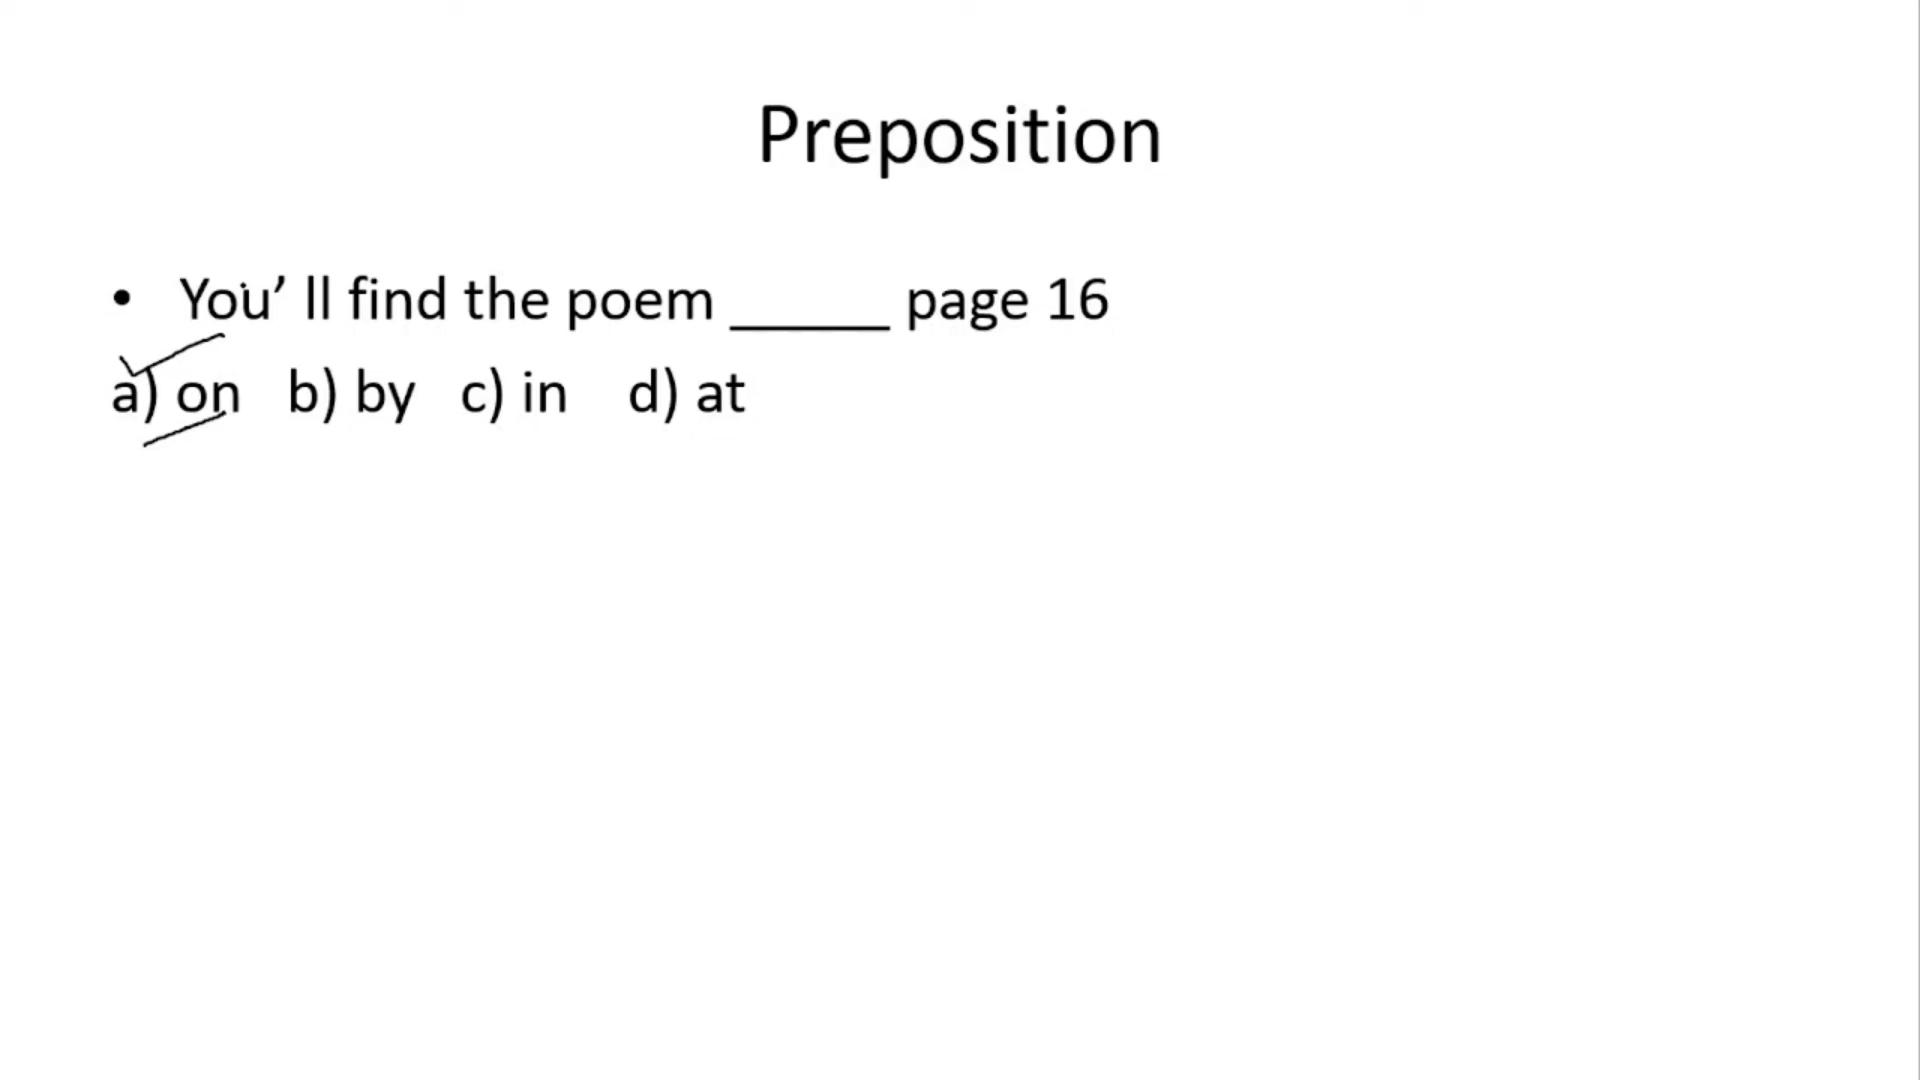 Preposition
• You’ ll find the poem ______ page 16
a) on b) by c) in d) at